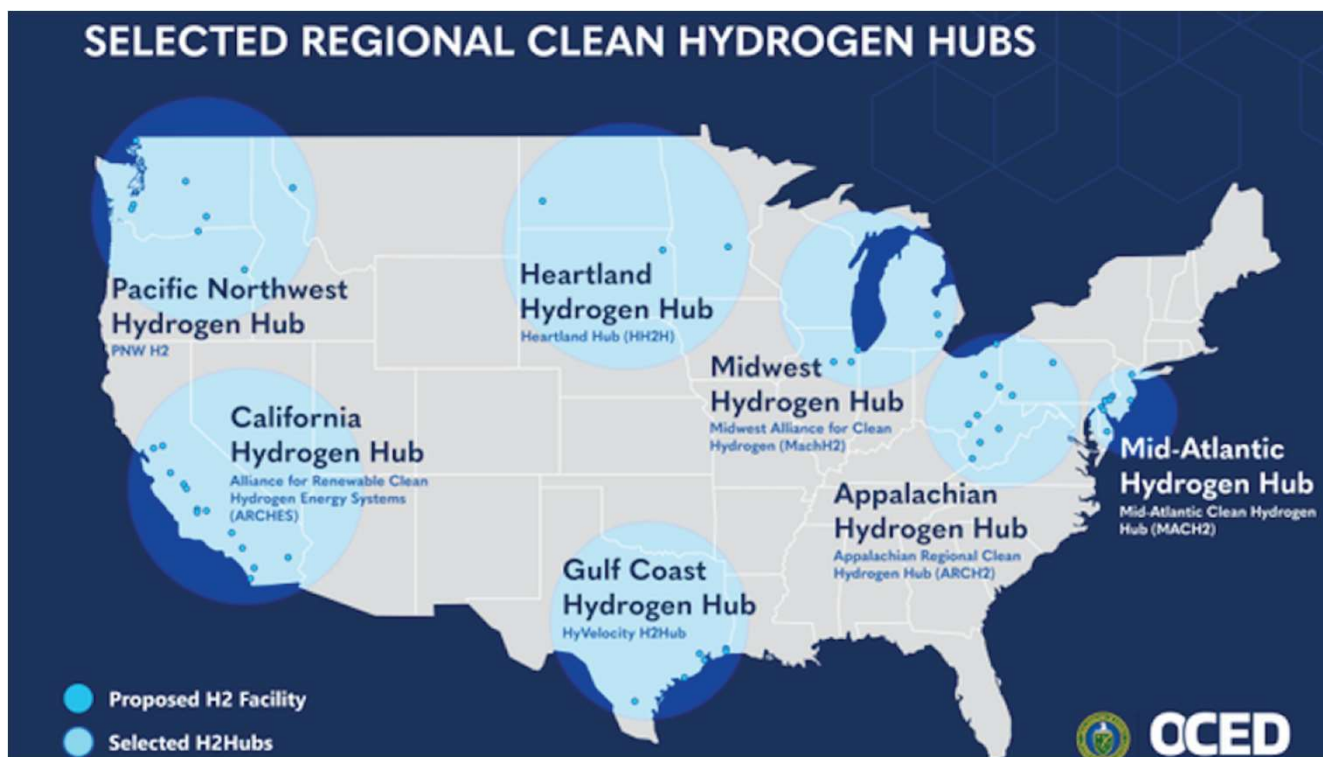 SELECTED REGIONAL CLEAN HYDROGEN HUBS
Pacific Northwest
Hydrogen Hub
PNW H2
Heartland
Hydrogen Hub
Heartland Hub (HH2H)
Midwest
Hydrogen Hub
Midwest Alliance for Clean
Hydrogen (MachH2)
California
Hydrogen Hub
Alliance for Renewable Clean
Hydrogen Energy Systems
(ARCHES)
Mid-Atlantic
Hydrogen Hub
Mid-Atlantic Clean Hydrogen
Hub (MACH2)
Appalachian
Hydrogen Hub
Appalachian Regional Clean
Hydrogen Hub (ARCH2)
Gulf Coast
Hydrogen Hub
HyVelocity H2Hub
Proposed H2 Facility
Selected H2Hubs
OCED